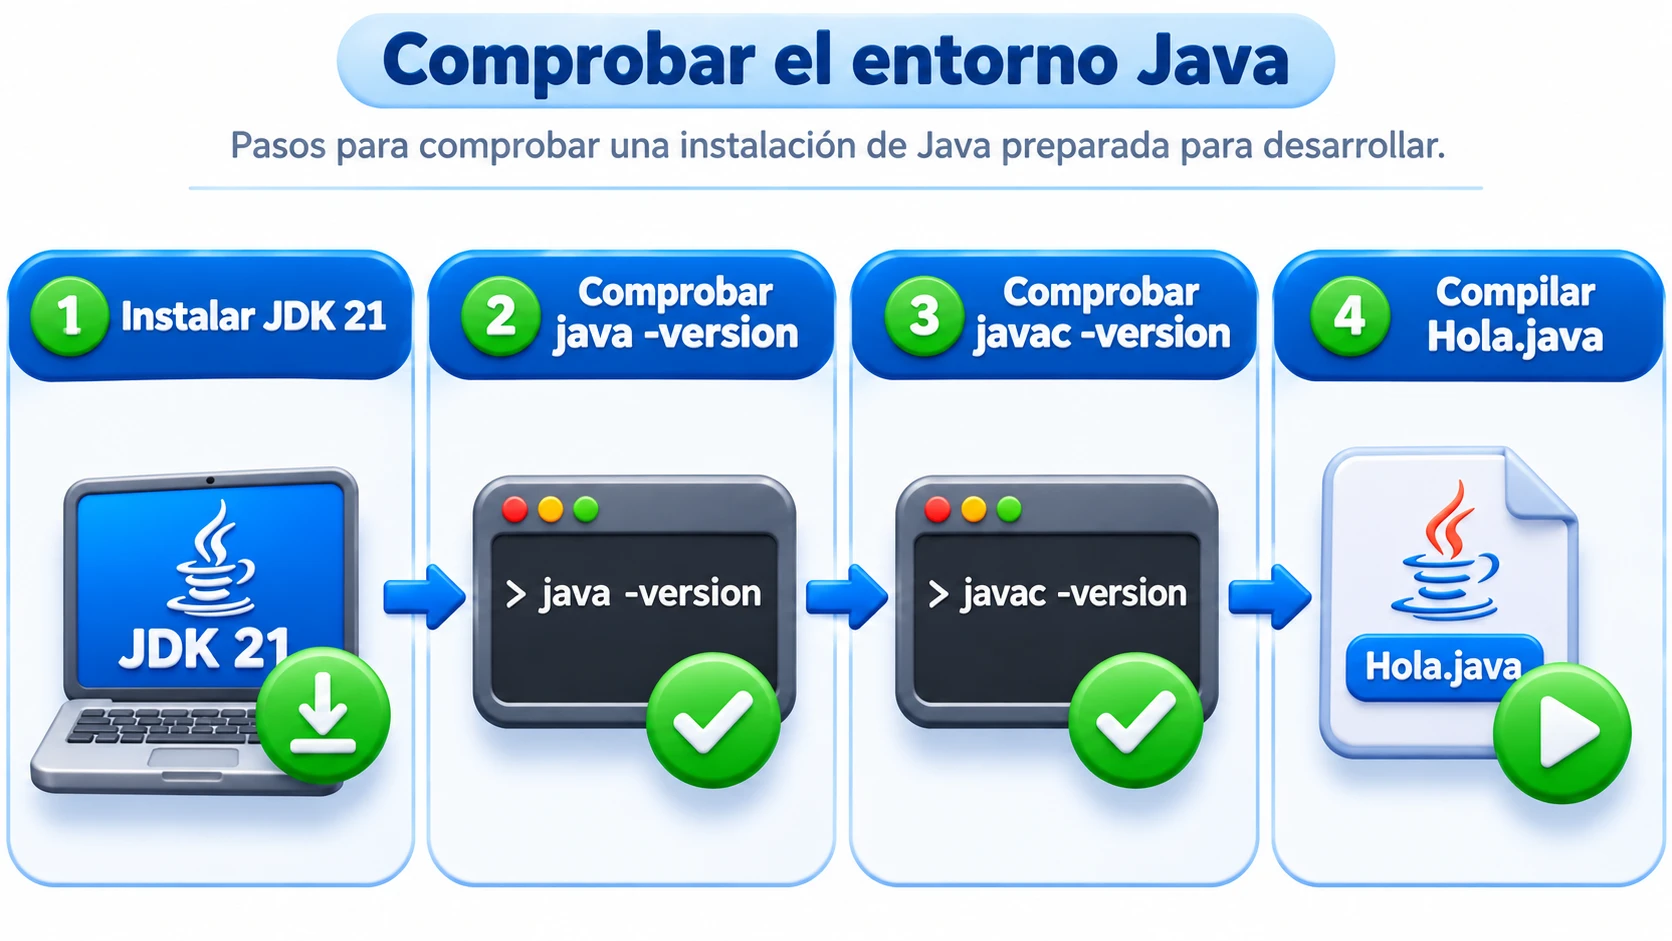 Comprobar el entorno Java
Pasos para comprobar una instalación de Java preparada para desarrollar.
1 Instalar JDK 21
JDK 21
2 Comprobar
java -version
> java -version
3 Comprobar
javac -version
> javac -version
4 Compilar
Hola.java
Hola.java